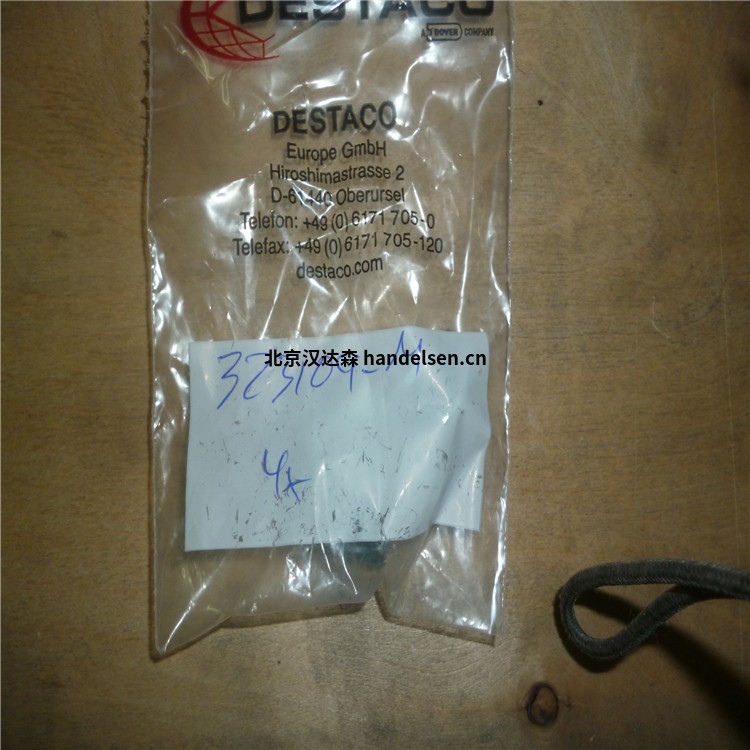 DESTACO
A DOVER COMPANY
DESTACO
Europe GmbH
Hiroshimastrasse 2
D-61440 Oberursel
Telefon: +49 (0) 6171 705-0
Telefax: +49 (0) 6171 705-120
destaco.com
北京汉达森 handelsen.cn
323104-M
4x